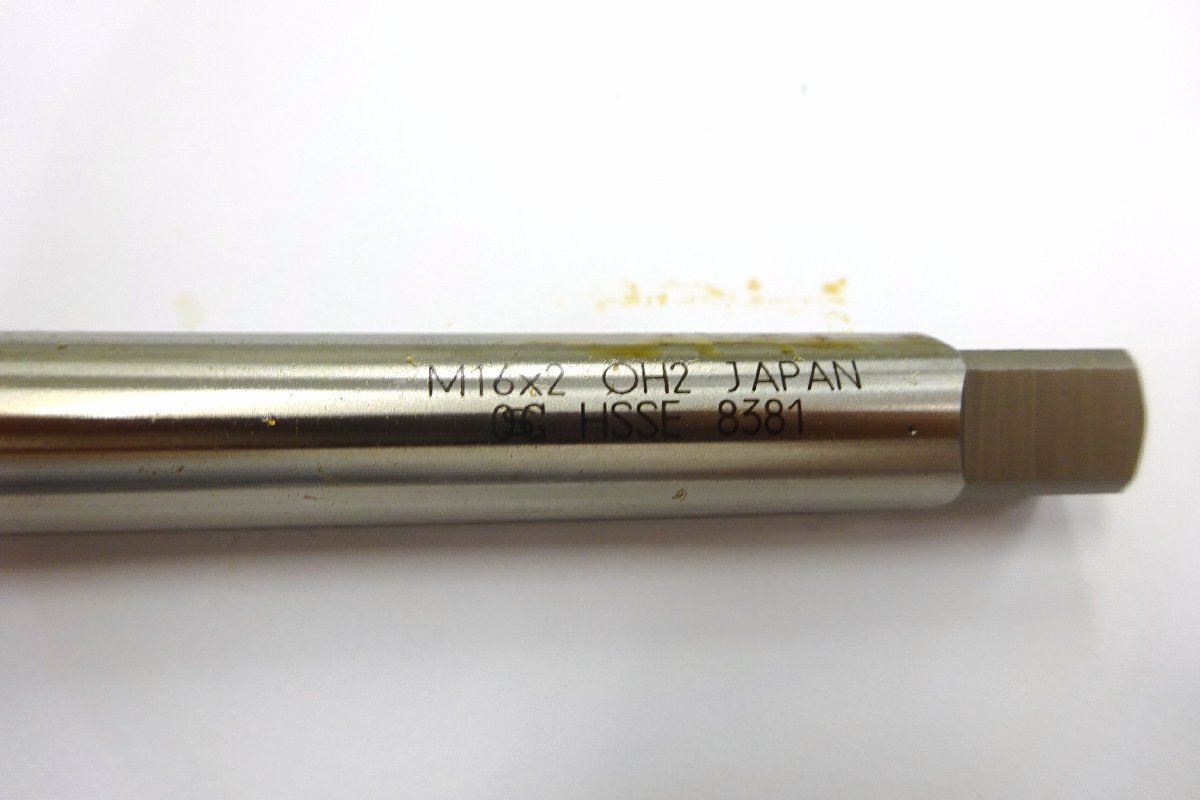 M16x2 OH2 JAPAN
OSG HSSE 8381